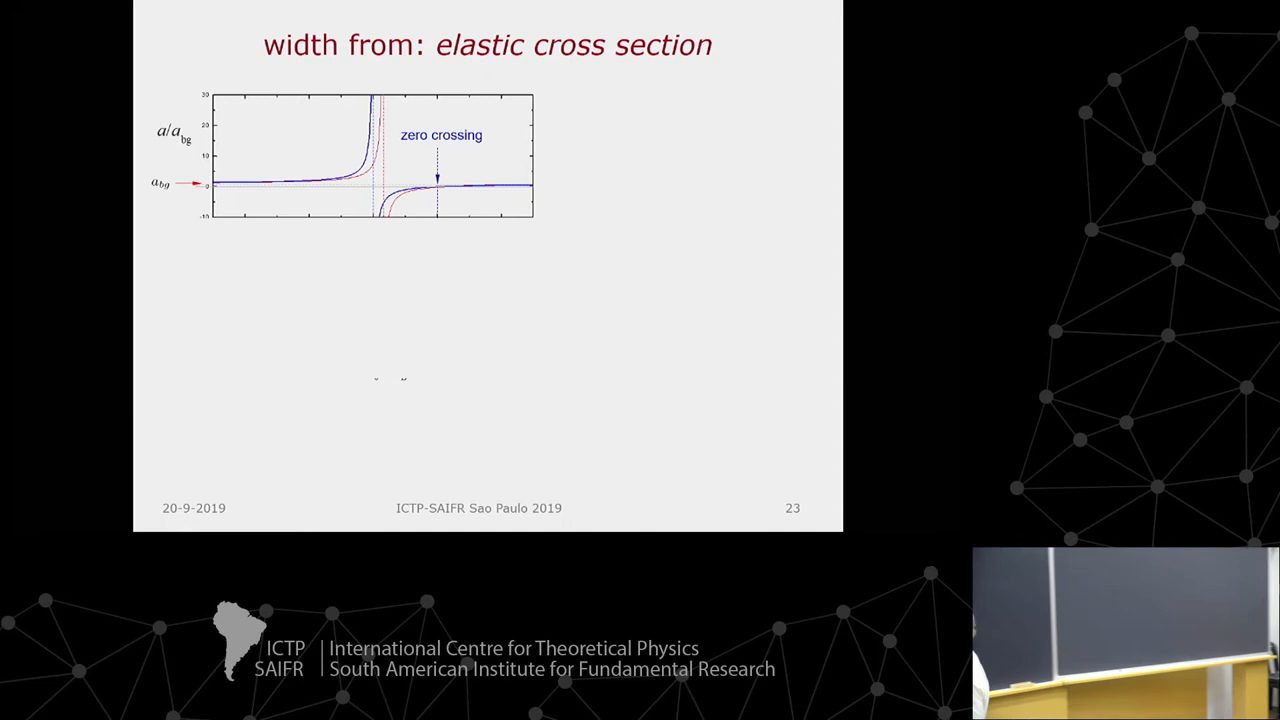 width from: elastic cross section
30
20
10
0
-10
a/a_bg
a_bg
zero crossing
20-9-2019
ICTP-SAIFR Sao Paulo 2019
23
ICTP
SAIFR
International Centre for Theoretical Physics
South American Institute for Fundamental Research